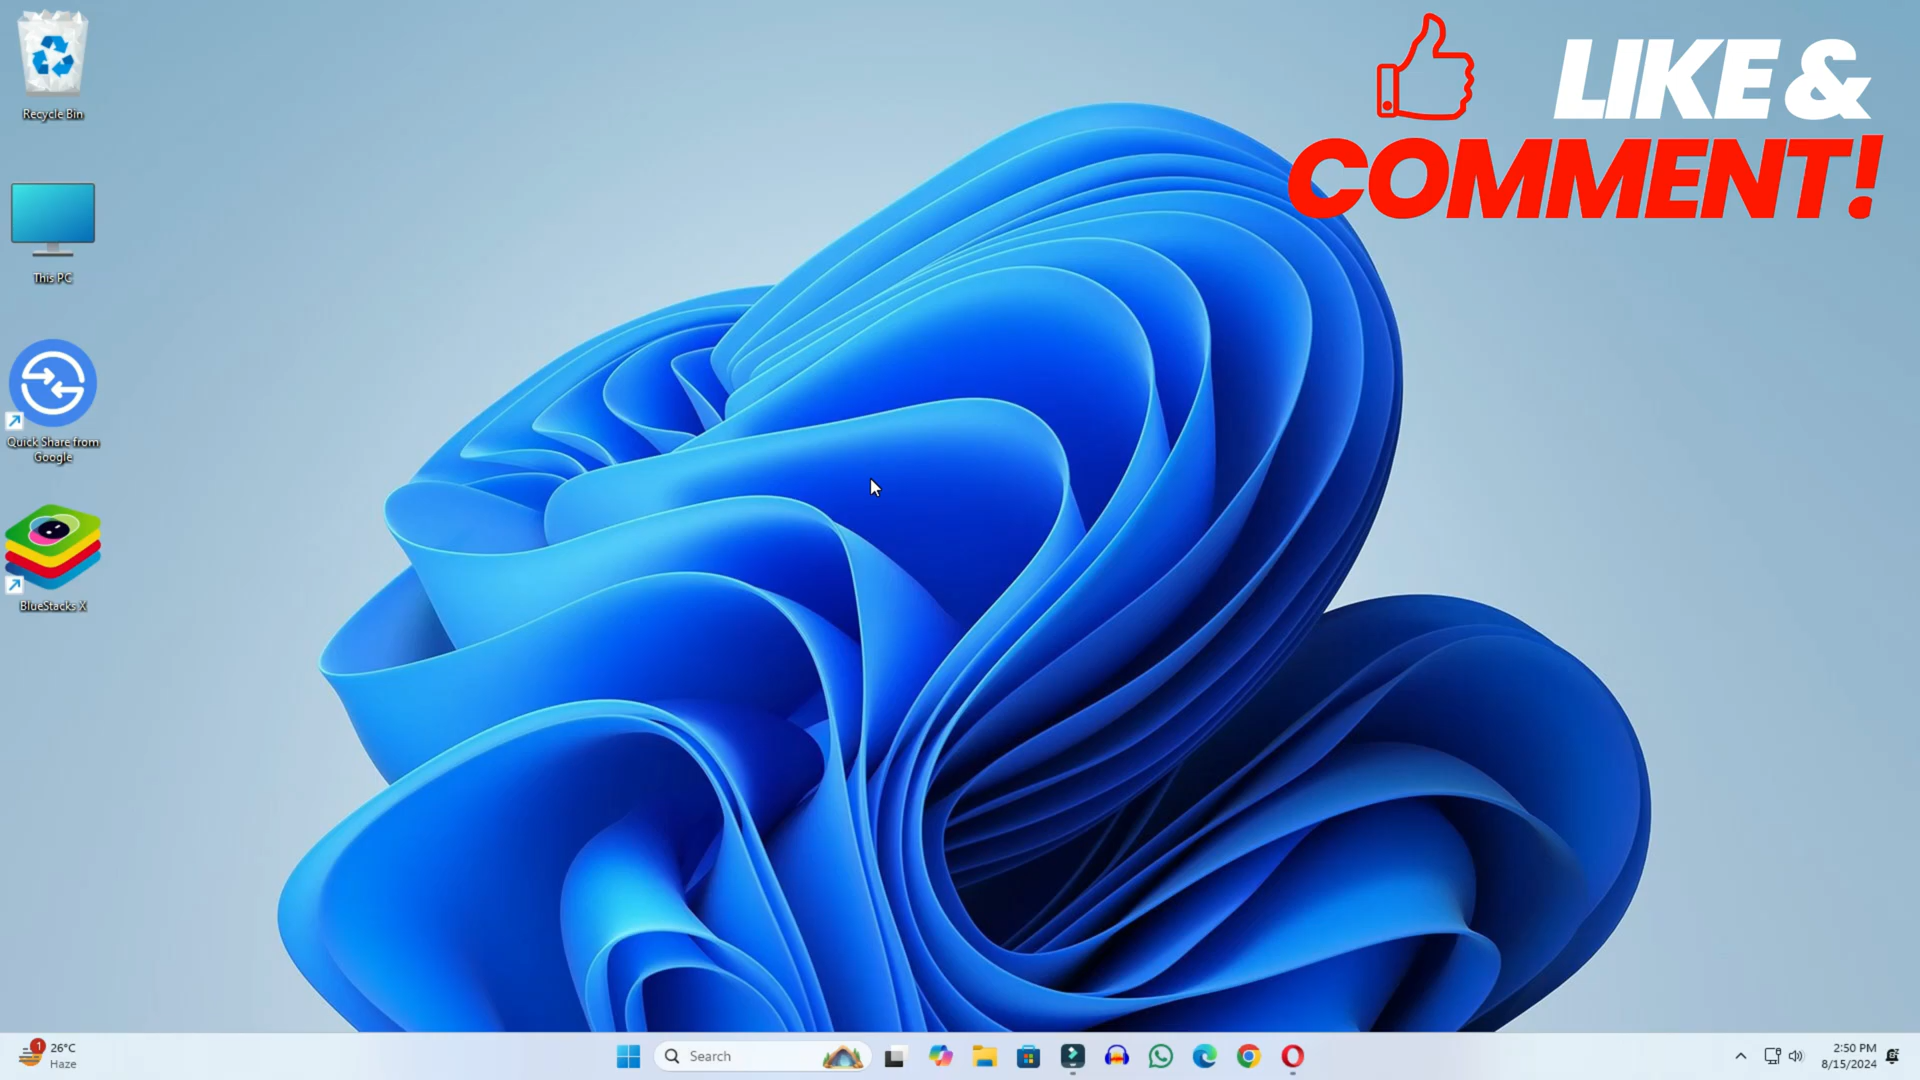 LIKE &
COMMENT!
Recycle Bin
This PC
Quick Share from
Google
BlueStacks X
1
26°C
Haze
Search
2:50 PM
8/15/2024